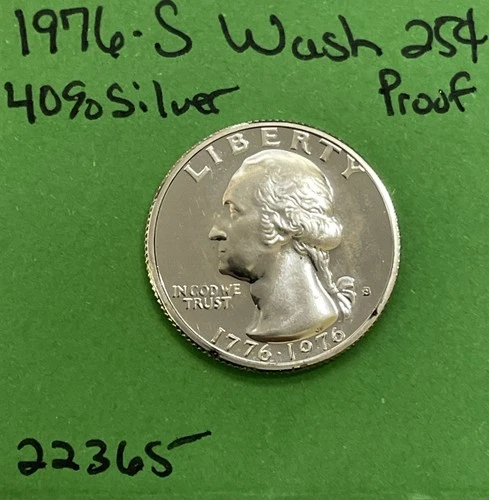 1976-S Wash 25¢
40% Silver Proof
LIBERTY
IN GOD WE
TRUST
S
1776·1976
22365